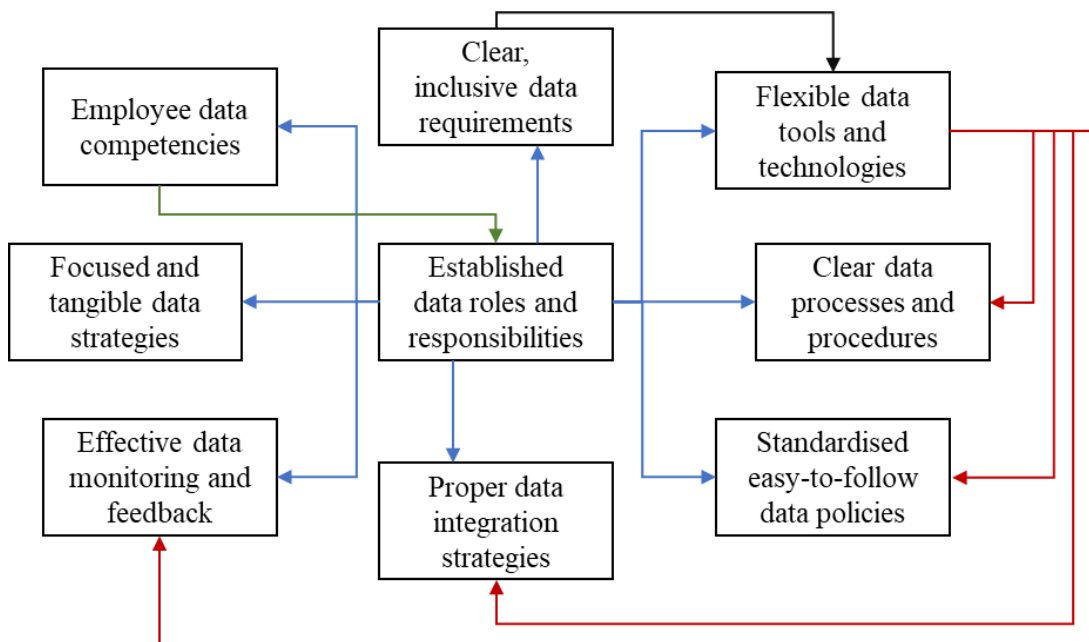 Clear,
inclusive data
requirements
Employee data
competencies
Flexible data
tools and
technologies
Focused and
tangible data
strategies
Established
data roles and
responsibilities
Clear data
processes and
procedures
Effective data
monitoring and
feedback
Proper data
integration
strategies
Standardised
easy-to-follow
data policies